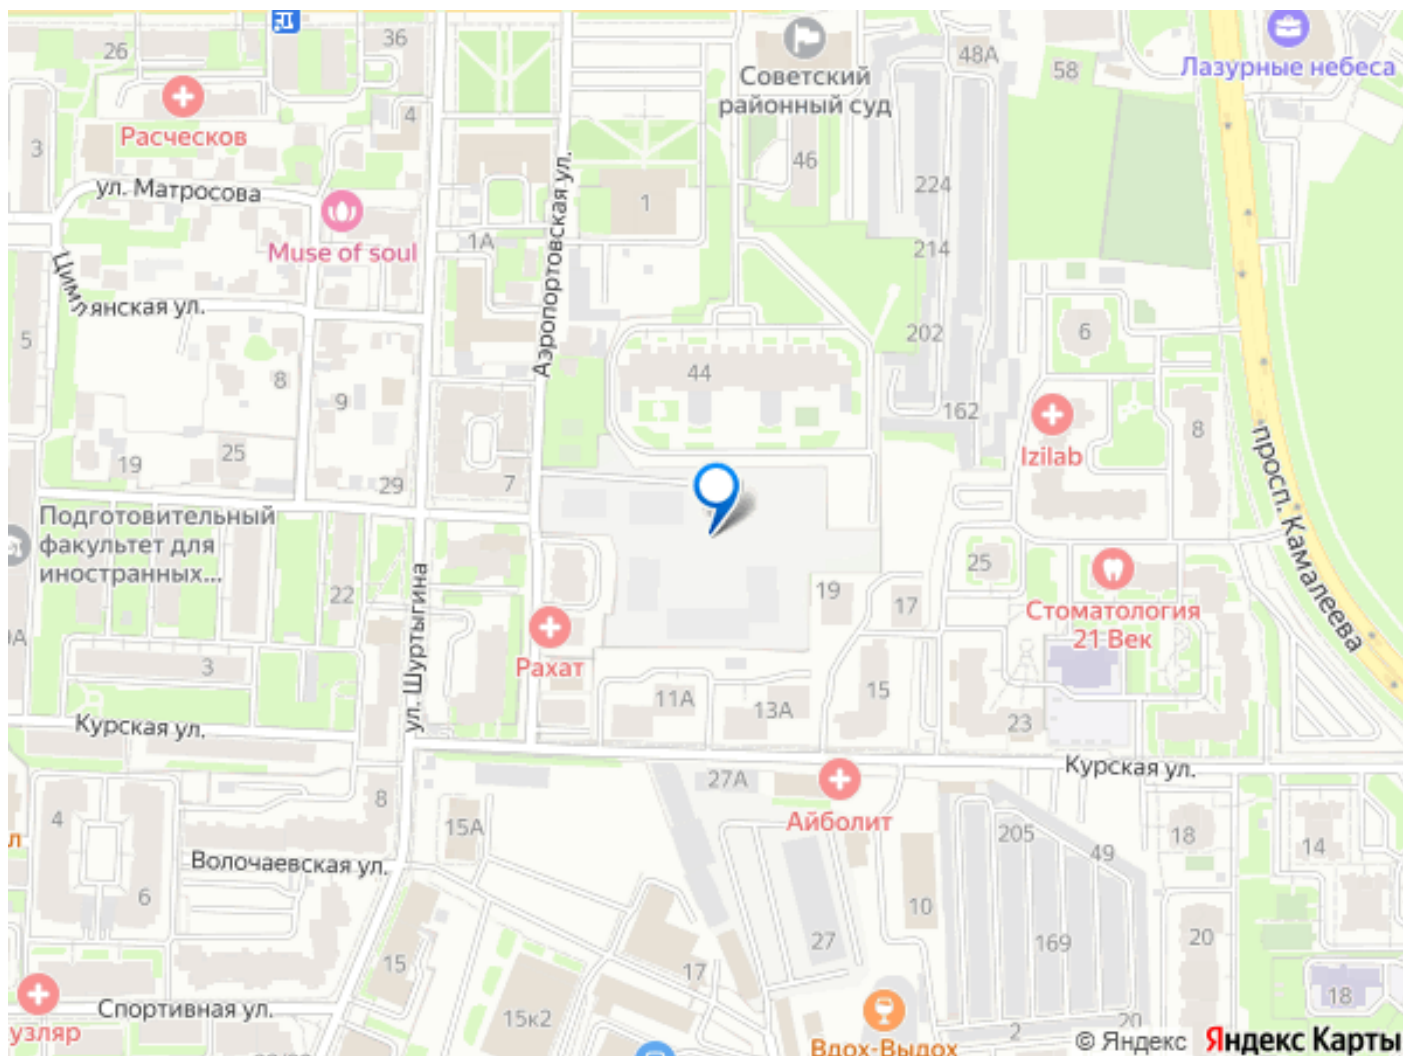 26
36
48А
58
Лазурные небеса
Советский
районный суд
4
Расческов
3
46
ул. Матросова
224
1
Muse of soul
1А
214
Аэропортовская ул.
Цимлянская ул.
5
202
6
8
44
9
162
8
Izilab
просп. Камалеева
25
19
29
7
Подготовительный
факультет для
иностранных...
22
25
19
17
Стоматология
21 Век
ул. Шуртыгина
3
Рахат
11А
13А
15
23
Курская ул.
Курская ул.
27А
Айболит
8
4
15А
205
49
18
14
Волочаевская ул.
6
10
27
169
20
15
17
18
Спортивная ул.
15к2
узляр
2
20
Вдох-Выдох
© Яндекс Яндекс Карты